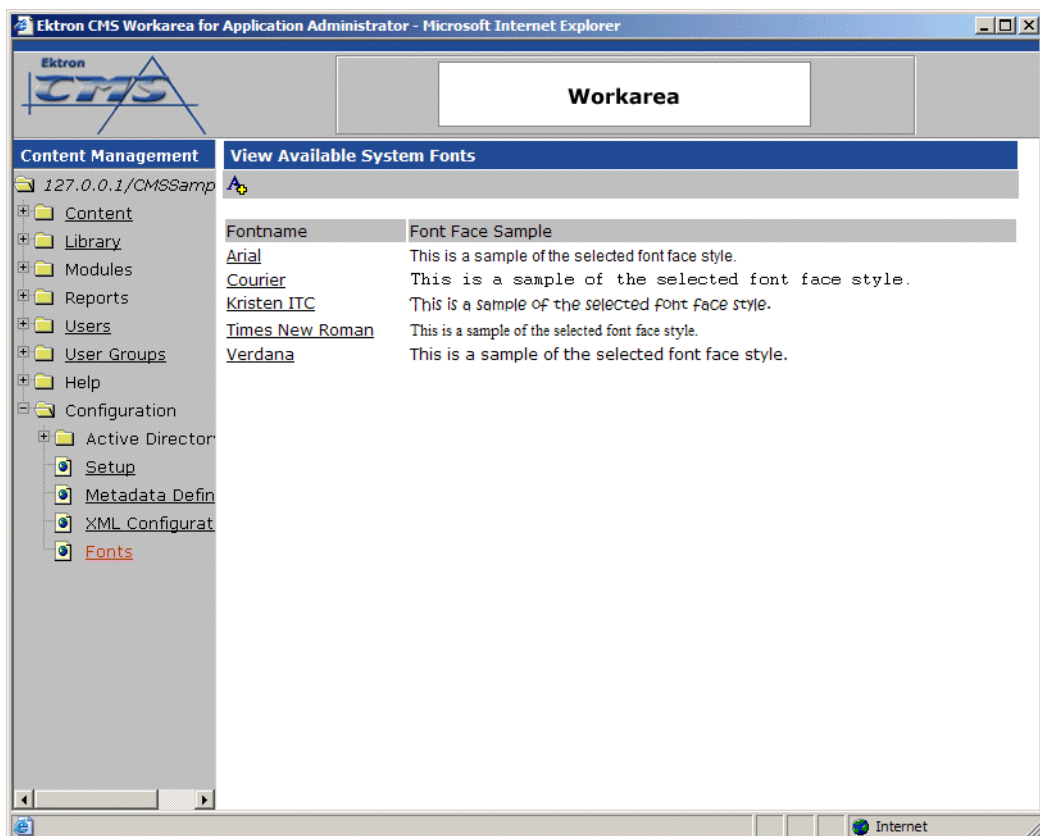 Ektron CMS Workarea for Application Administrator - Microsoft Internet Explorer
Ektron
CMS
Workarea
Content Management
View Available System Fonts
127.0.0.1/CMSSamp
Content
Library
Modules
Reports
Users
User Groups
Help
Configuration
Active Director
Setup
Metadata Defin
XML Configurat
Fonts
Fontname Font Face Sample
Arial This is a sample of the selected font face style.
Courier This is a sample of the selected font face style.
Kristen ITC This is a sample of the selected font face style.
Times New Roman This is a sample of the selected font face style.
Verdana This is a sample of the selected font face style.
Internet